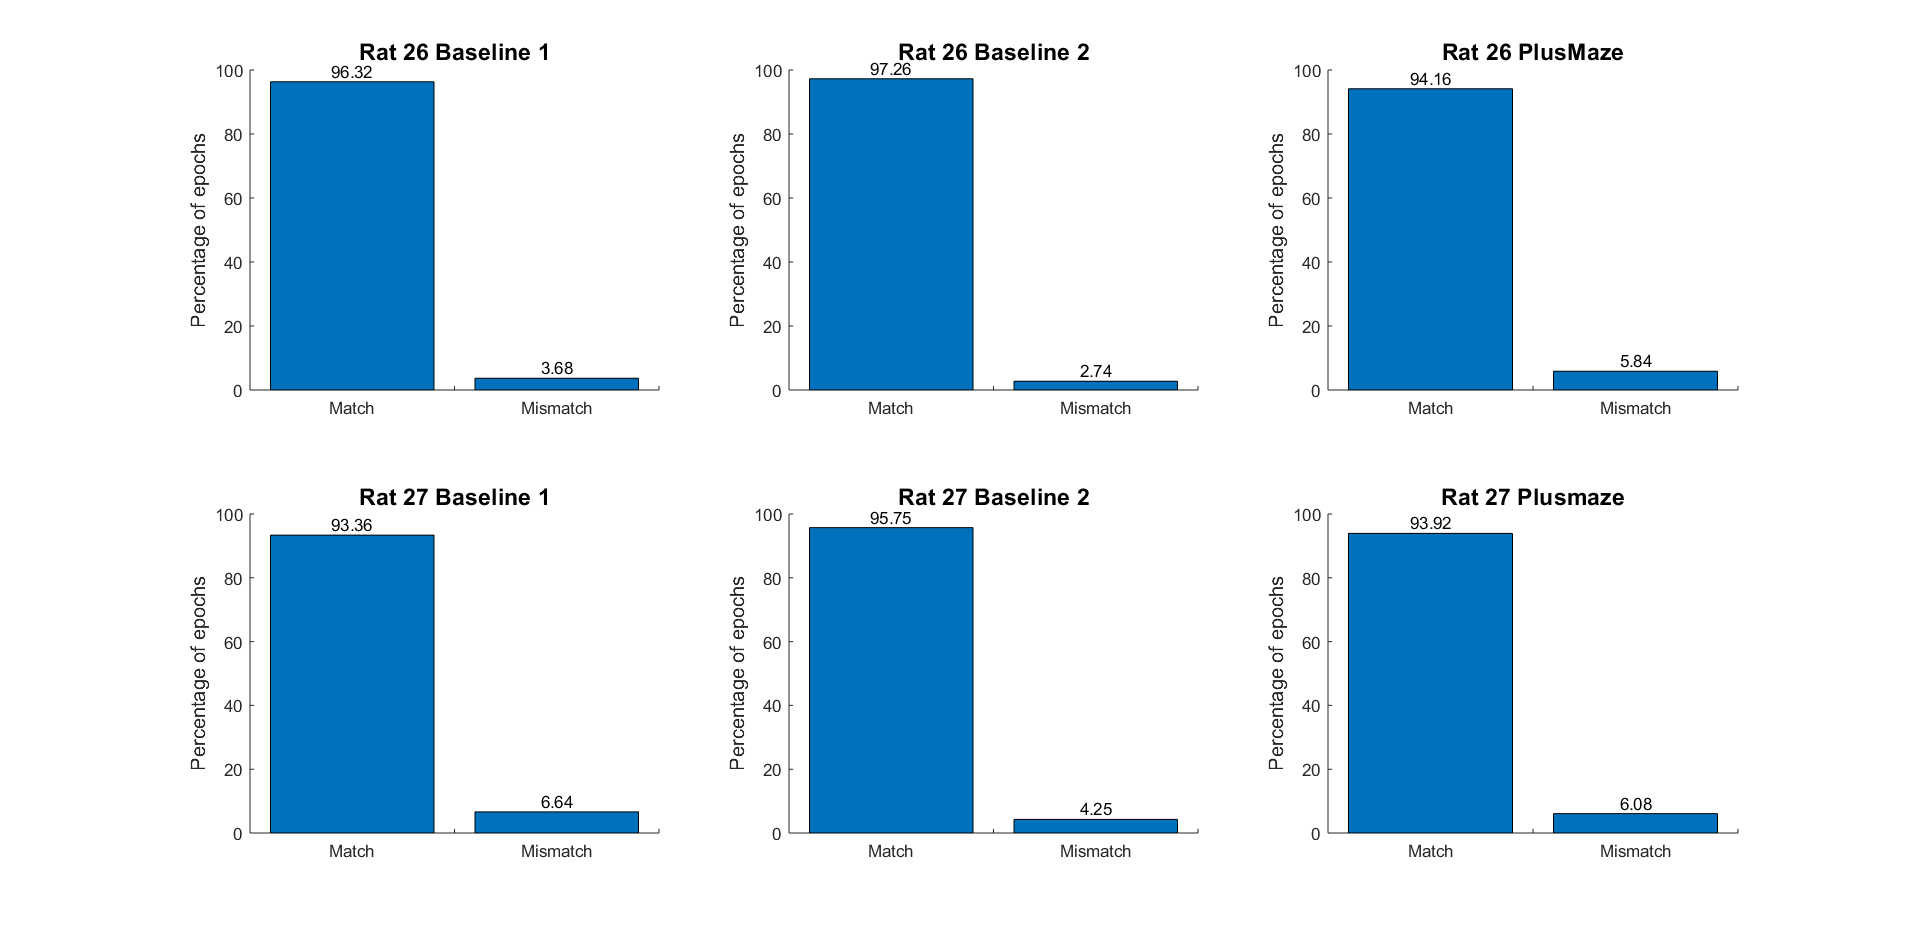 Rat 26 Baseline 1
Percentage of epochs
100
80
60
40
20
0
96.32
3.68
Match
Mismatch
Rat 26 Baseline 2
Percentage of epochs
100
80
60
40
20
0
97.26
2.74
Match
Mismatch
Rat 26 PlusMaze
Percentage of epochs
100
80
60
40
20
0
94.16
5.84
Match
Mismatch
Rat 27 Baseline 1
Percentage of epochs
100
80
60
40
20
0
93.36
6.64
Match
Mismatch
Rat 27 Baseline 2
Percentage of epochs
100
80
60
40
20
0
95.75
4.25
Match
Mismatch
Rat 27 Plusmaze
Percentage of epochs
100
80
60
40
20
0
93.92
6.08
Match
Mismatch